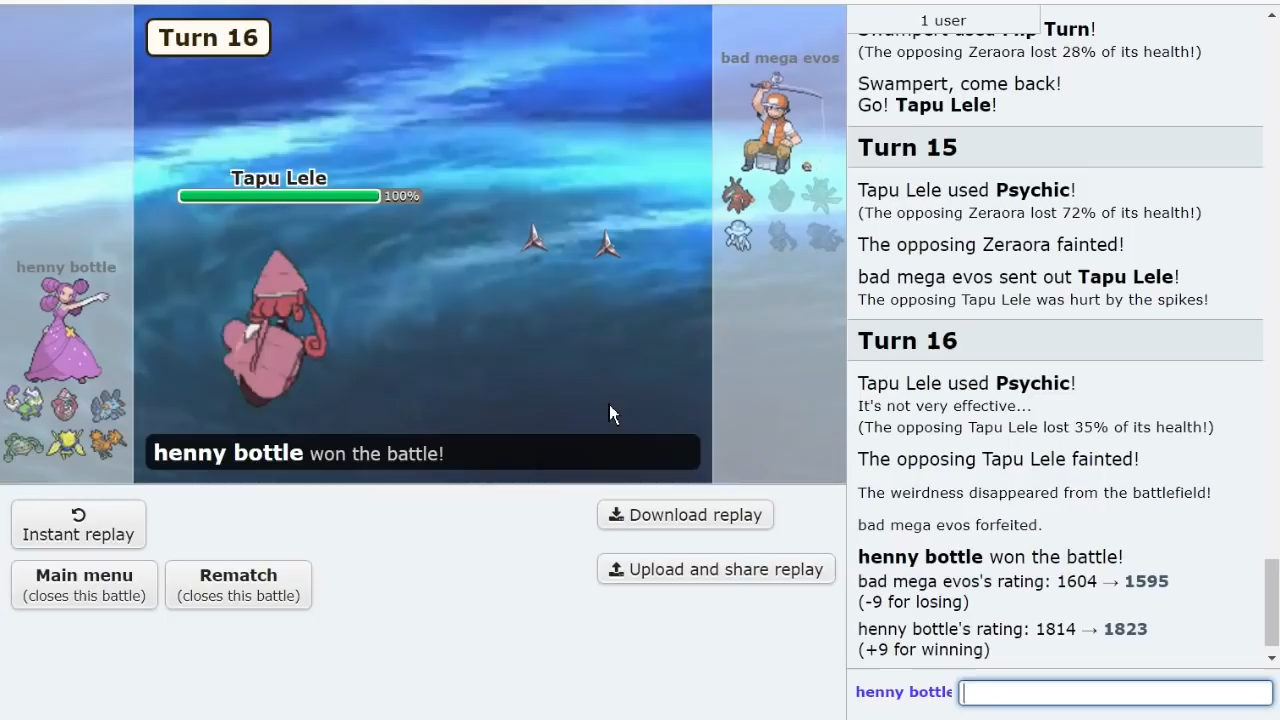 Turn 16
bad mega evos
Tapu Lele
100%
henny bottle
henny bottle won the battle!
Instant replay
Download replay
Main menu
(closes this battle)
Rematch
(closes this battle)
Upload and share replay
1 user
Turn!
(The opposing Zeraora lost 28% of its health!)
Swampert, come back!
Go! Tapu Lele!
Turn 15
Tapu Lele used Psychic!
(The opposing Zeraora lost 72% of its health!)
The opposing Zeraora fainted!
bad mega evos sent out Tapu Lele!
The opposing Tapu Lele was hurt by the spikes!
Turn 16
Tapu Lele used Psychic!
It's not very effective...
(The opposing Tapu Lele lost 35% of its health!)
The opposing Tapu Lele fainted!
The weirdness disappeared from the battlefield!
bad mega evos forfeited.
henny bottle won the battle!
bad mega evos's rating: 1604 → 1595
(-9 for losing)
henny bottle's rating: 1814 → 1823
(+9 for winning)
henny bottle